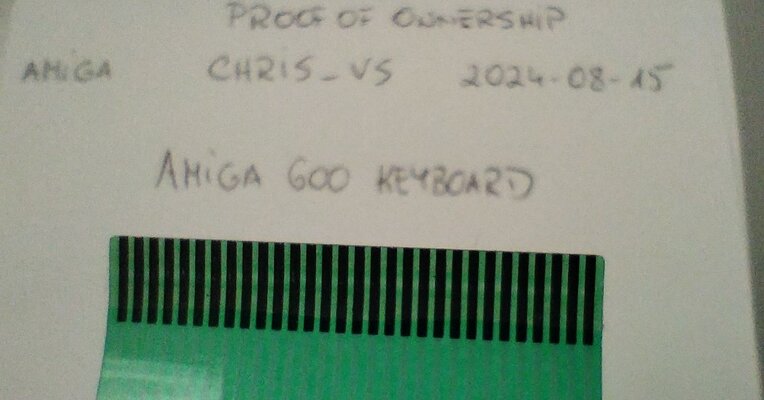 PROOF OF OWNERSHIP
AMiGA CHRIS_VS 2024-08-15
AMiGA 600 KEYBOARD